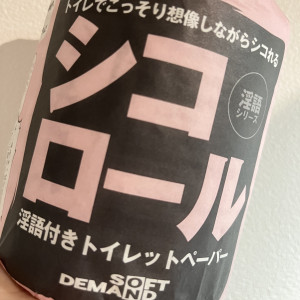 トイレでこっそり想像しながらシコれる
シコ
淫語
シリーズ
ロール
淫語付きトイレットペーパー
SOFT
DEMAND